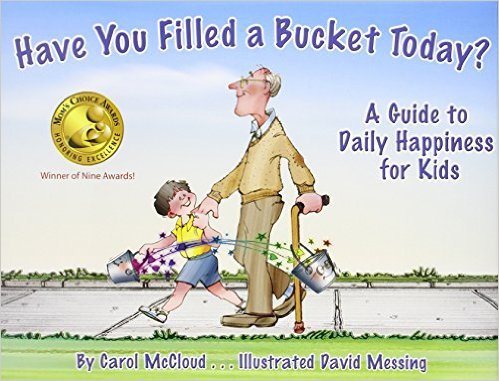 Have You Filled a Bucket Today?
A Guide to
Daily Happiness
for Kids
MOM'S CHOICE AWARDS
HONORING EXCELLENCE
Winner of Nine Awards!
By Carol McCloud . . . Illustrated David Messing